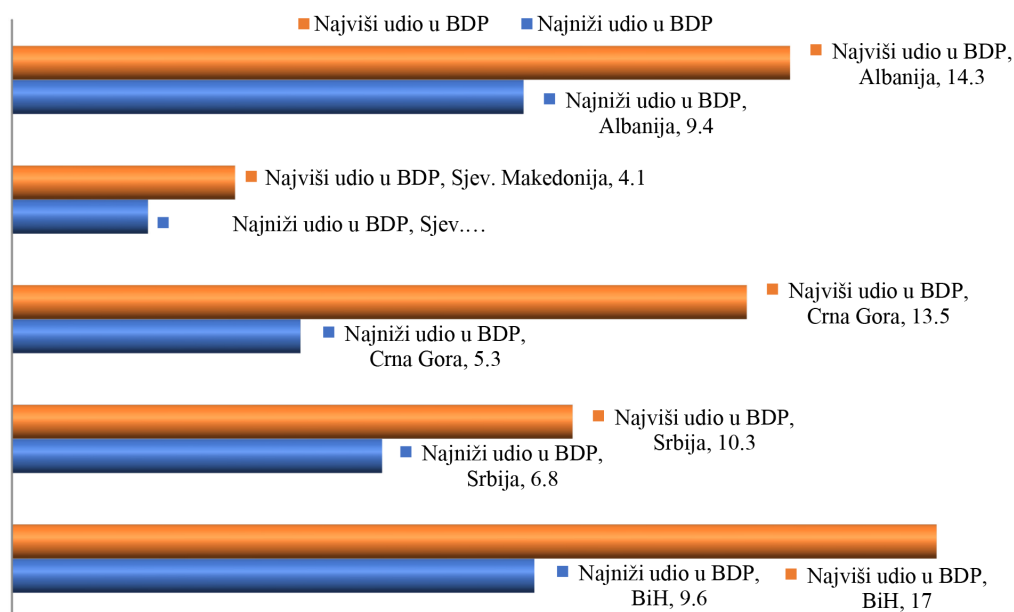 Najviši udio u BDP
Najniži udio u BDP
Najviši udio u BDP,
Albanija, 14.3
Najniži udio u BDP,
Albanija, 9.4
Najviši udio u BDP, Sjev. Makedonija, 4.1
Najniži udio u BDP, Sjev.…
Najviši udio u BDP,
Crna Gora, 13.5
Najniži udio u BDP,
Crna Gora, 5.3
Najviši udio u BDP,
Srbija, 10.3
Najniži udio u BDP,
Srbija, 6.8
Najniži udio u BDP,
BiH, 9.6
Najviši udio u BDP,
BiH, 17